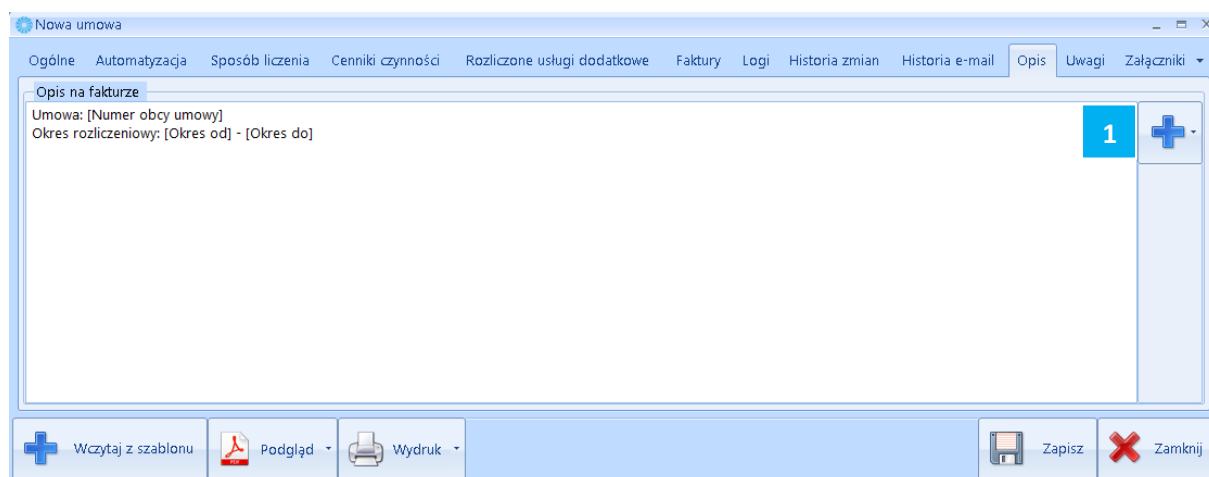 Nowa umowa
Ogólne Automatyzacja Sposób liczenia Cenniki czynności Rozliczone usługi dodatkowe Faktury Logi Historia zmian Historia e-mail Opis Uwagi Załączniki
Opis na fakturze
Umowa: [Numer obcy umowy]
Okres rozliczeniowy: [Okres od] - [Okres do]
1
Wczytaj z szablonu PDF Podgląd Wydruk Zapisz Zamknij